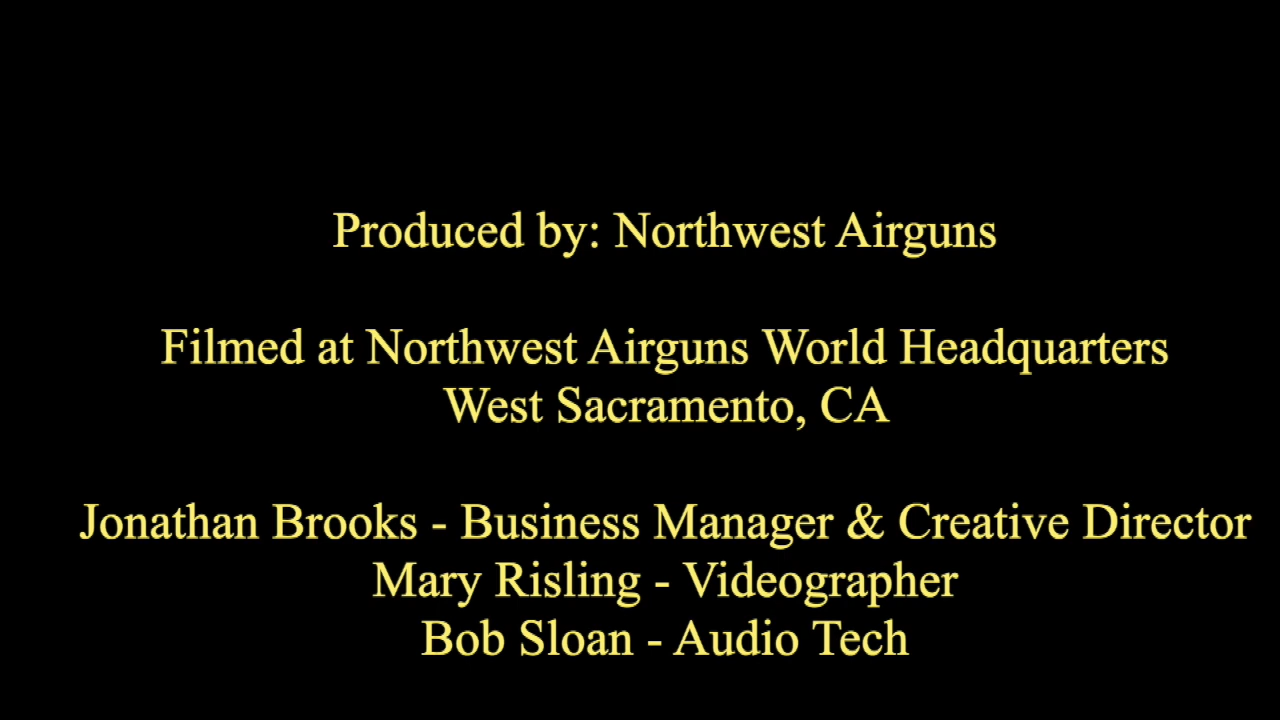 Produced by: Northwest Airguns
Filmed at Northwest Airguns World Headquarters
West Sacramento, CA
Jonathan Brooks - Business Manager & Creative Director
Mary Risling - Videographer
Bob Sloan - Audio Tech